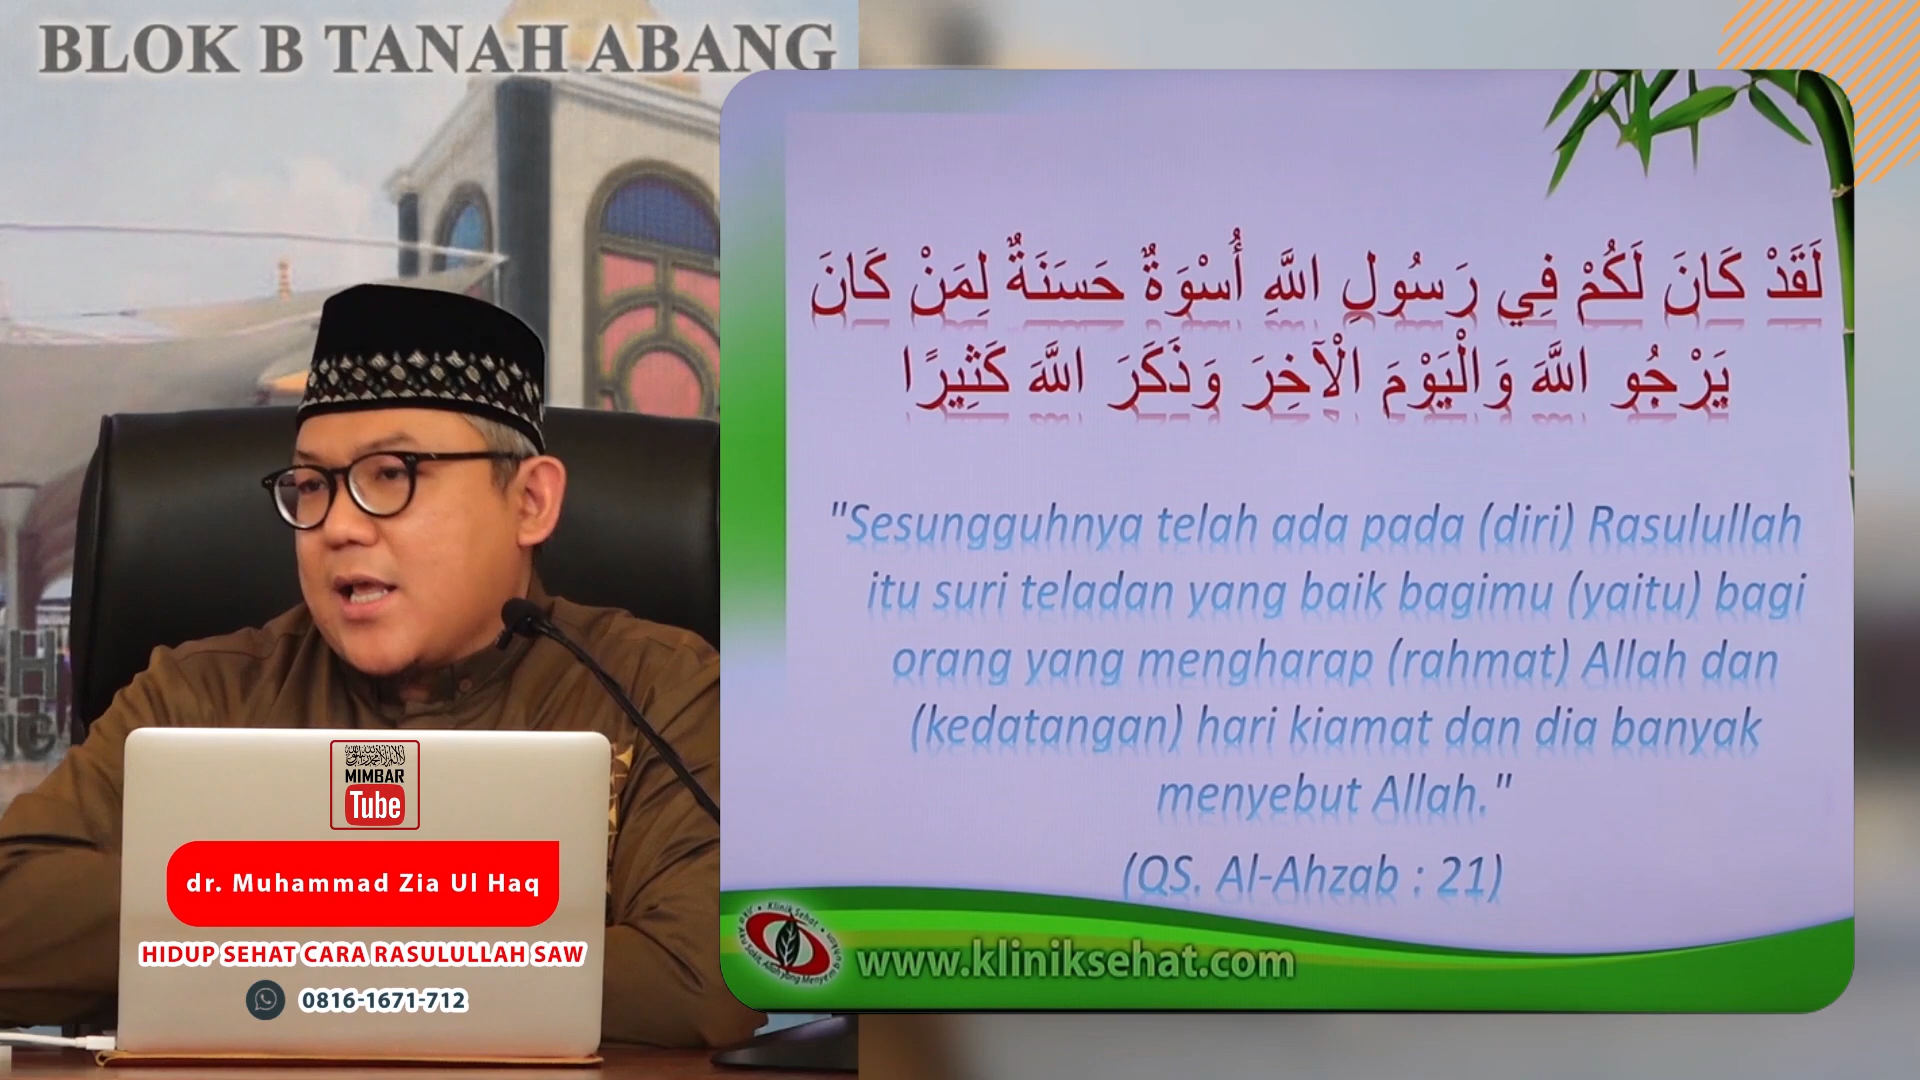 BLOK B TANAH ABANG
لَقَدْ كَانَ لَكُمْ فِي رَسُولِ اللَّهِ أُسْوَةٌ حَسَنَةٌ لِمَنْ كَانَ
يَرْجُو اللَّهَ وَالْيَوْمَ الْآخِرَ وَذَكَرَ اللَّهَ كَثِيرًا
"Sesungguhnya telah ada pada (diri) Rasulullah
itu suri teladan yang baik bagimu (yaitu) bagi
orang yang mengharap (rahmat) Allah dan
(kedatangan) hari kiamat dan dia banyak
menyebut Allah."
(QS. Al-Ahzab : 21)
www.kliniksehat.com
MIMBAR
Tube
dr. Muhammad Zia Ul Haq
HIDUP SEHAT CARA RASULULLAH SAW
0816-1671-712